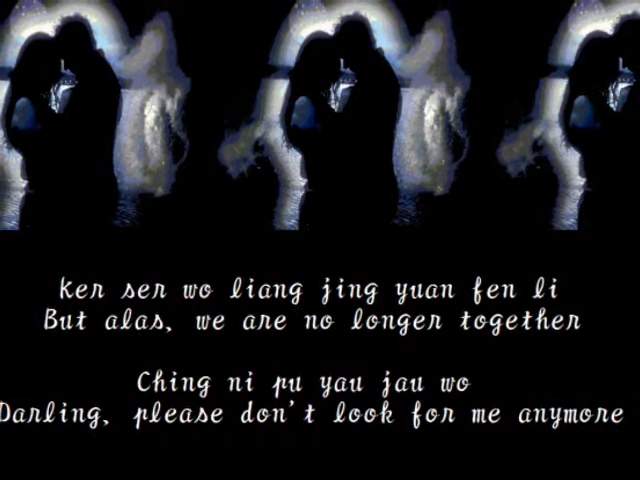 ker ser wo liang jing yuan fen li
But alas, we are no longer together
Ching ni pu yau jau wo
Darling, please don't look for me anymore